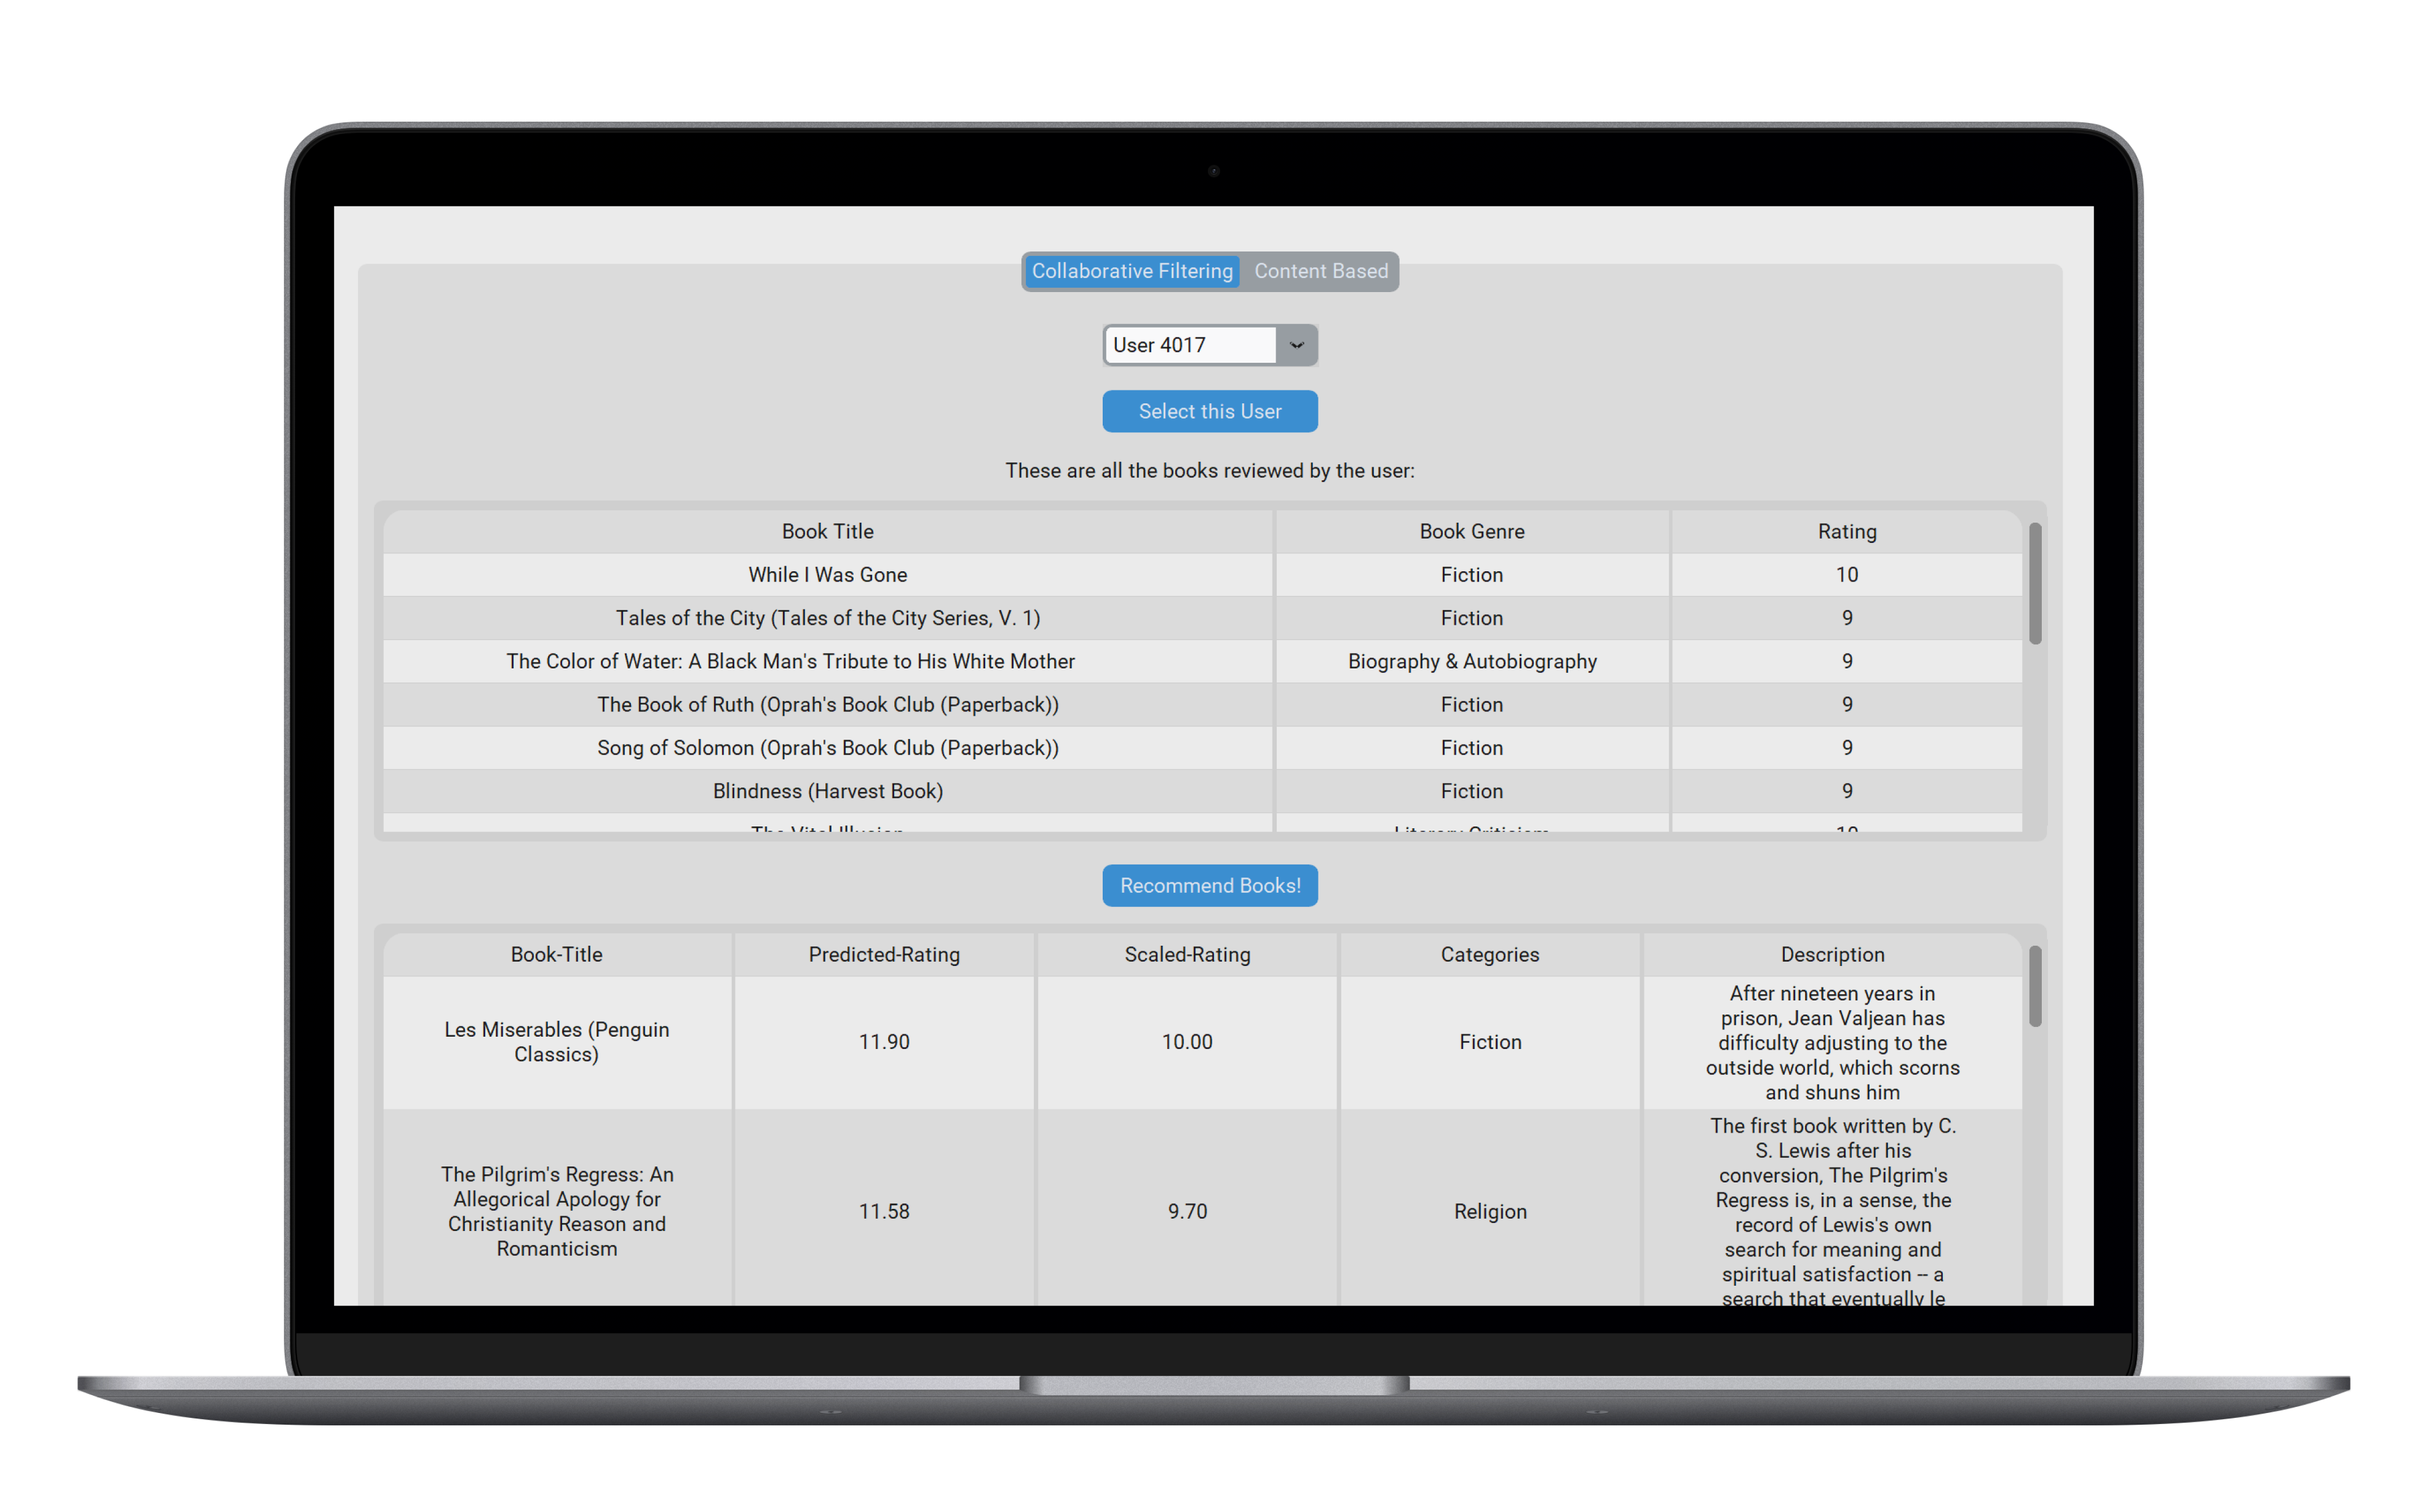 Collaborative Filtering Content Based
User 4017
Select this User
These are all the books reviewed by the user:
Book Title Book Genre Rating
While I Was Gone Fiction 10
Tales of the City (Tales of the City Series, V. 1) Fiction 9
The Color of Water: A Black Man's Tribute to His White Mother Biography & Autobiography 9
The Book of Ruth (Oprah's Book Club (Paperback)) Fiction 9
Song of Solomon (Oprah's Book Club (Paperback)) Fiction 9
Blindness (Harvest Book) Fiction 9
The Vital Illusion Literary Criticism 10
Recommend Books!
Book-Title Predicted-Rating Scaled-Rating Categories Description
Les Miserables (Penguin
Classics)
11.90
10.00
Fiction
After nineteen years in
prison, Jean Valjean has
difficulty adjusting to the
outside world, which scorns
and shuns him
The Pilgrim's Regress: An
Allegorical Apology for
Christianity Reason and
Romanticism
11.58
9.70
Religion
The first book written by C.
S. Lewis after his
conversion, The Pilgrim's
Regress is, in a sense, the
record of Lewis's own
search for meaning and
spiritual satisfaction -- a
search that eventually le